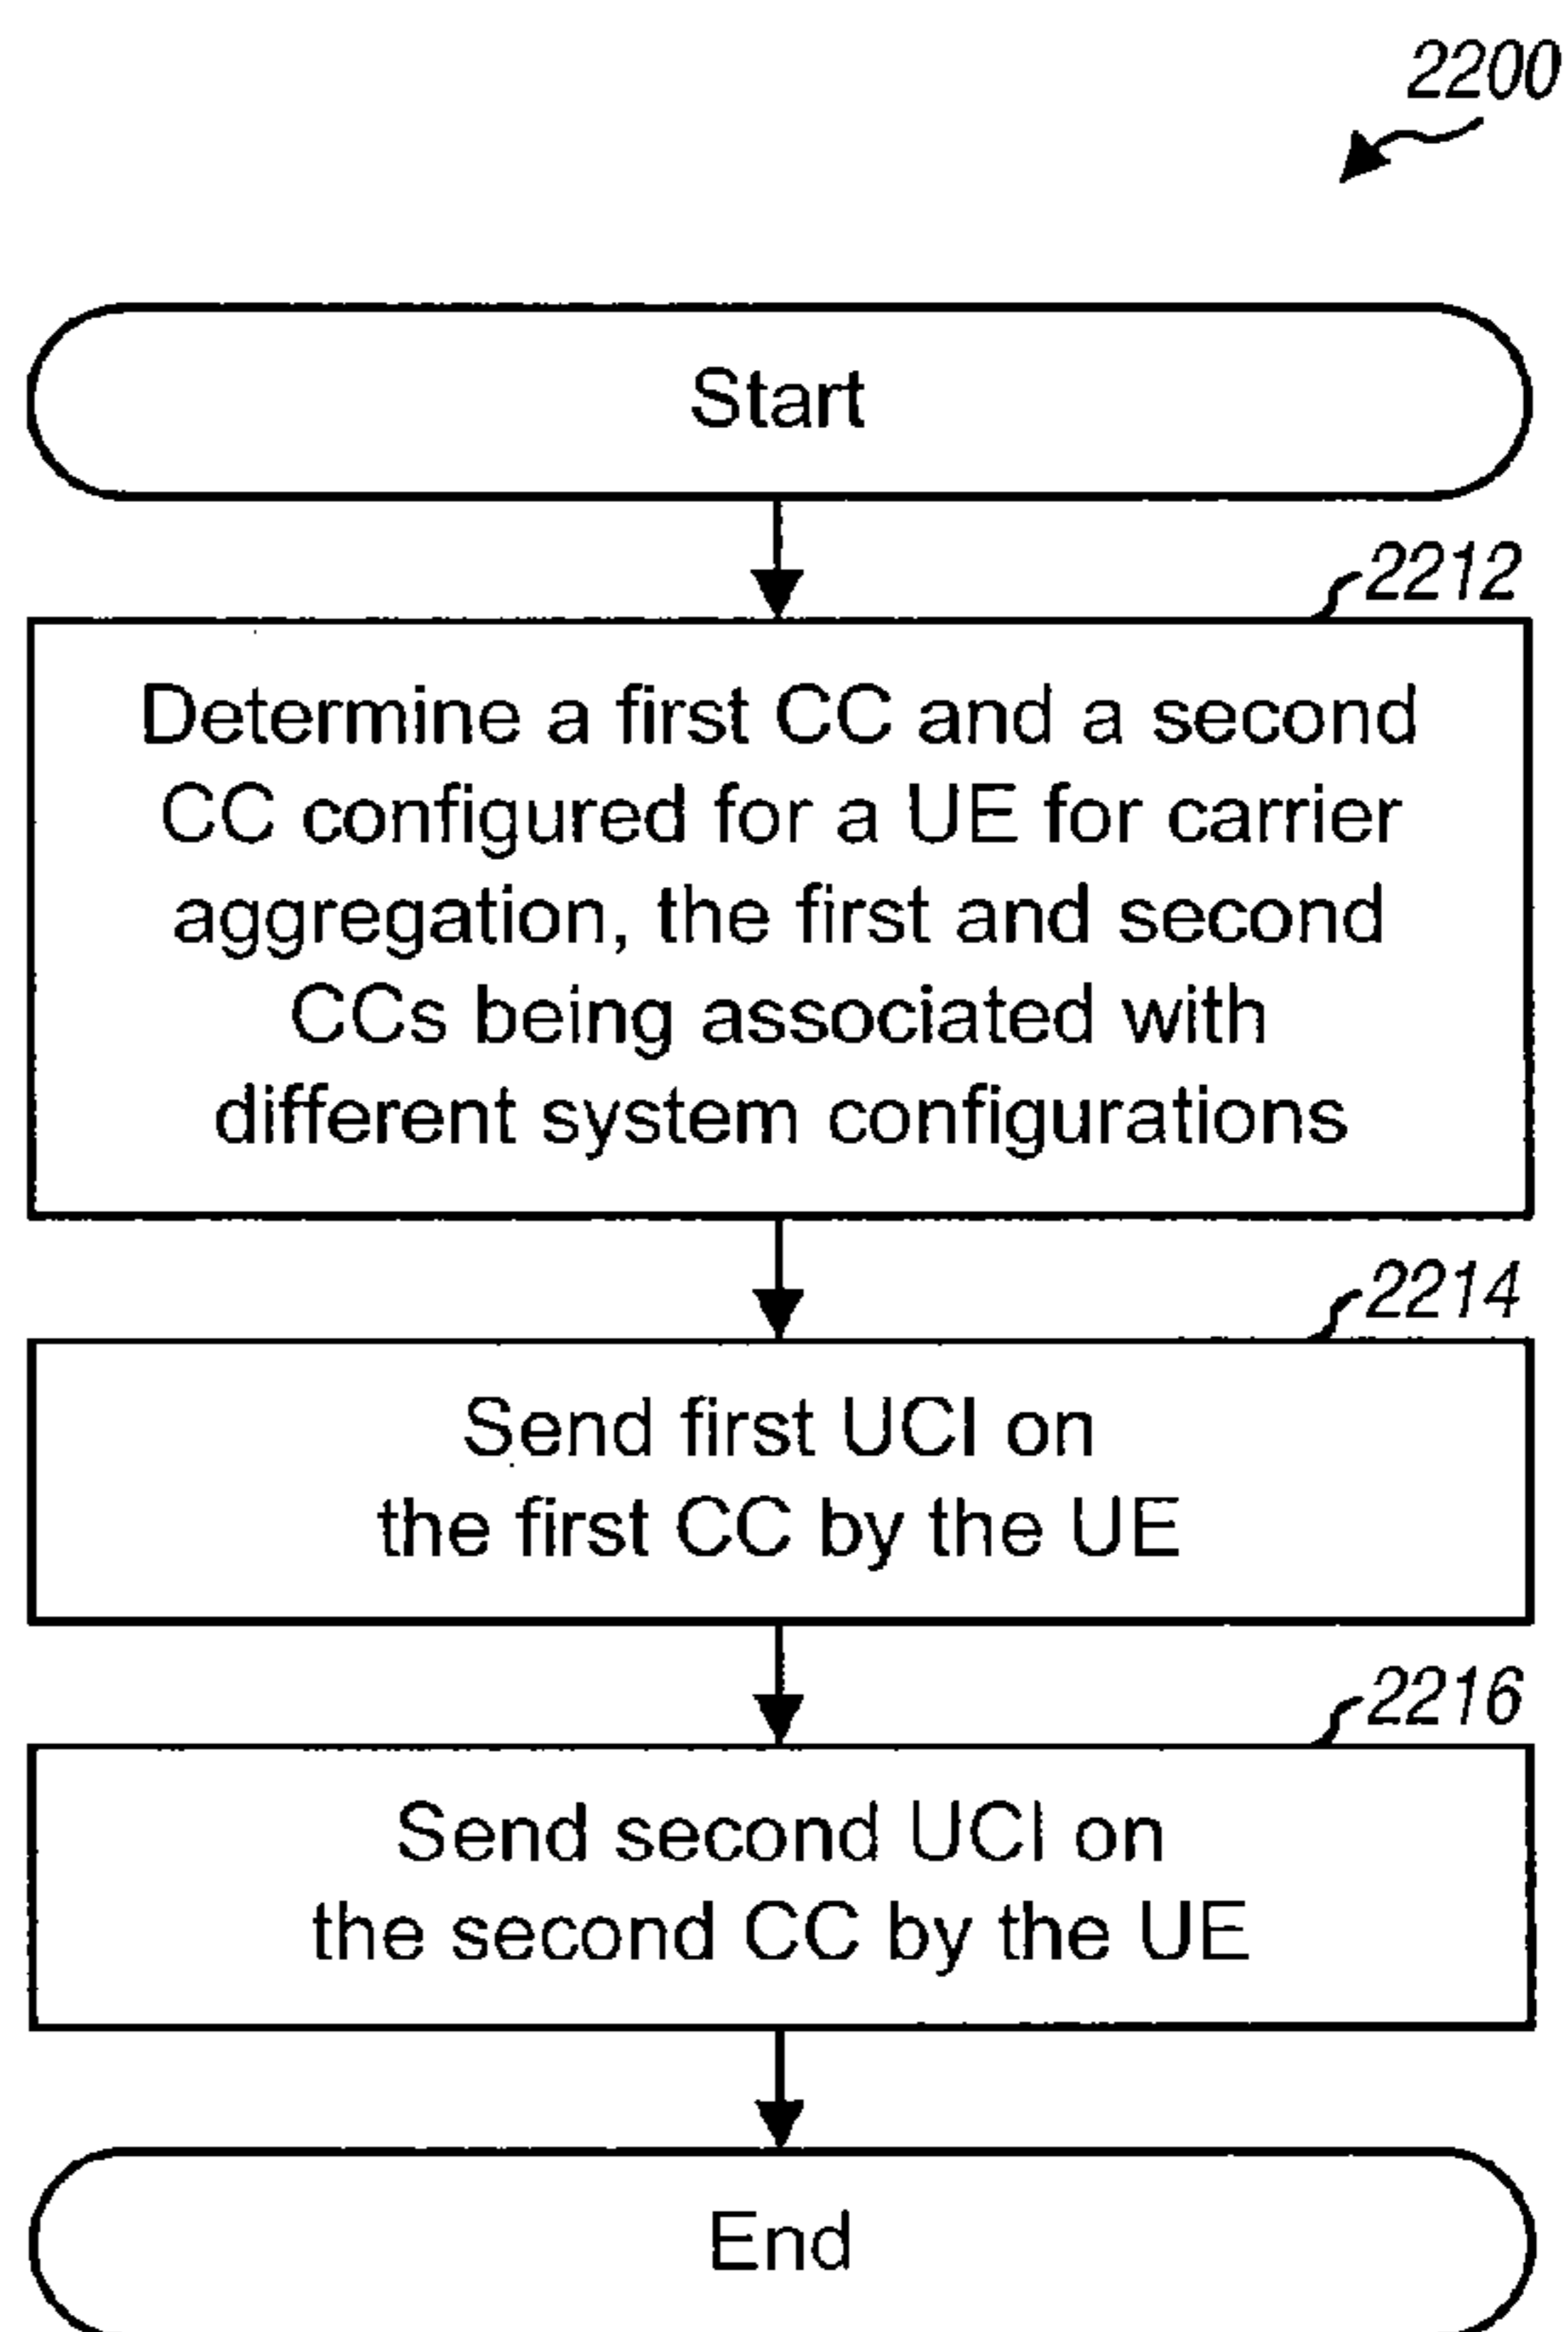 2200
Start
2212
Determine a first CC and a second
CC configured for a UE for carrier
aggregation, the first and second
CCs being associated with
different system configurations
2214
Send first UCI on
the first CC by the UE
2216
Send second UCI on
the second CC by the UE
End